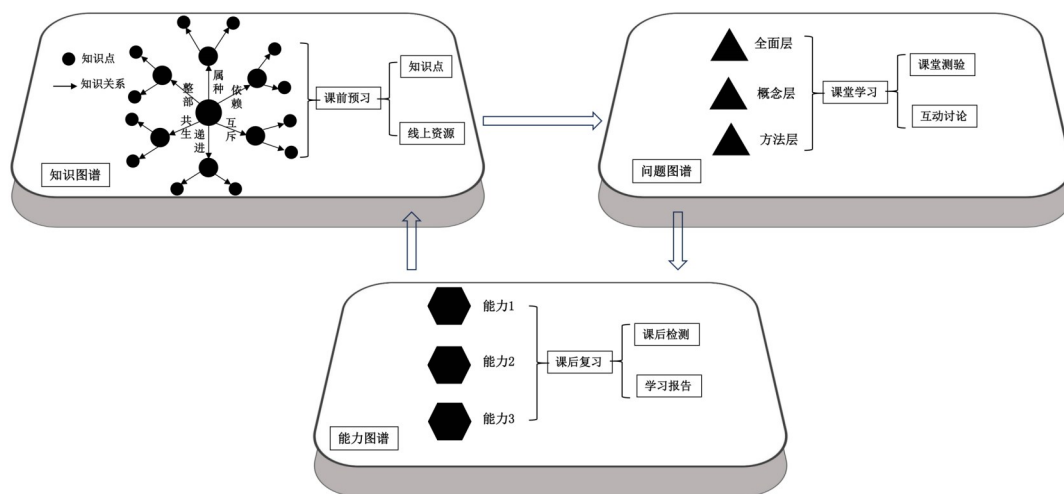 知识点
知识关系
属种
整部
依赖
共生
递进
互斥
课前预习
知识点
线上资源
知识图谱
全面层
概念层
方法层
课堂学习
课堂测验
互动讨论
问题图谱
能力1
能力2
能力3
课后复习
课后检测
学习报告
能力图谱